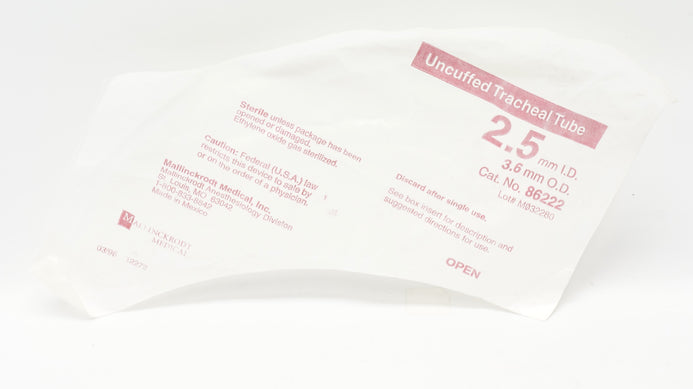 Uncuffed Tracheal Tube
2.5 mm I.D.
3.6 mm O.D.
Cat. No. 86222
Lot# M032280
Sterile unless package has been
opened or damaged.
Ethylene oxide gas sterilized.
Caution: Federal (U.S.A.) law
restricts this device to safe by
or on the order of a physician.
Mallinckrodt Medical, Inc.
Mallinckrodt Anesthesiology Division
St. Louis, MO 63042
1-800-833-8842
Made in Mexico
Discard after single use.
See box insert for description and
suggested directions for use.
M
MALLINCKRODT
MEDICAL
OPEN